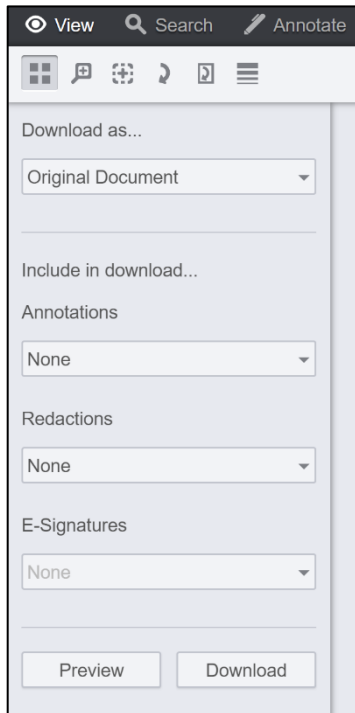 View Search Annotate
Download as...
Original Document
Include in download...
Annotations
None
Redactions
None
E-Signatures
None
Preview Download